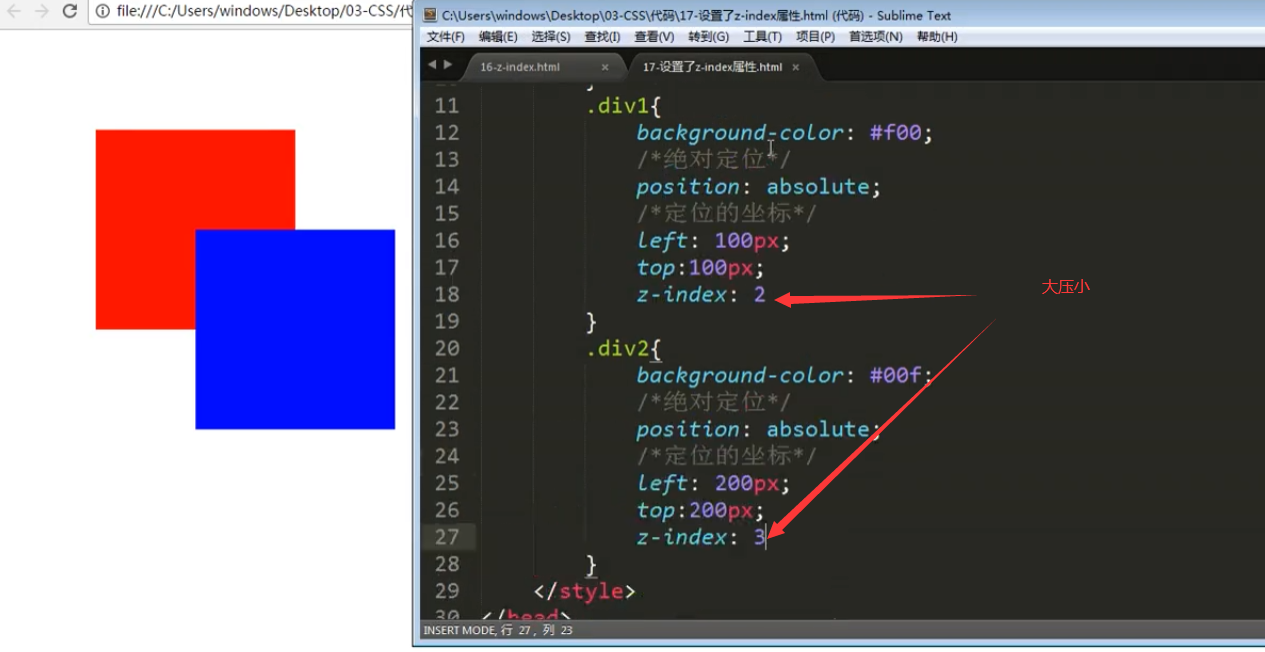 file:///C:/Users/windows/Desktop/03-CSS/代
C:\Users\windows\Desktop\03-CSS\代码\17-设置了z-index属性.html (代码) - Sublime Text
文件(F) 编辑(E) 选择(S) 查找(I) 查看(V) 转到(G) 工具(T) 项目(P) 首选项(N) 帮助(H)
16-z-index.html × 17-设置了z-index属性.html ×
11 .div1{
12 background-color: #f00;
13 /*绝对定位*/
14 position: absolute;
15 /*定位的坐标*/
16 left: 100px;
17 top:100px;
18 z-index: 2
大压小
19 }
20 .div2{
21 background-color: #00f;
22 /*绝对定位*/
23 position: absolute;
24 /*定位的坐标*/
25 left: 200px;
26 top:200px;
27 z-index: 3
28 }
29 </style>
30 </head>
INSERT MODE, 行 27, 列 23